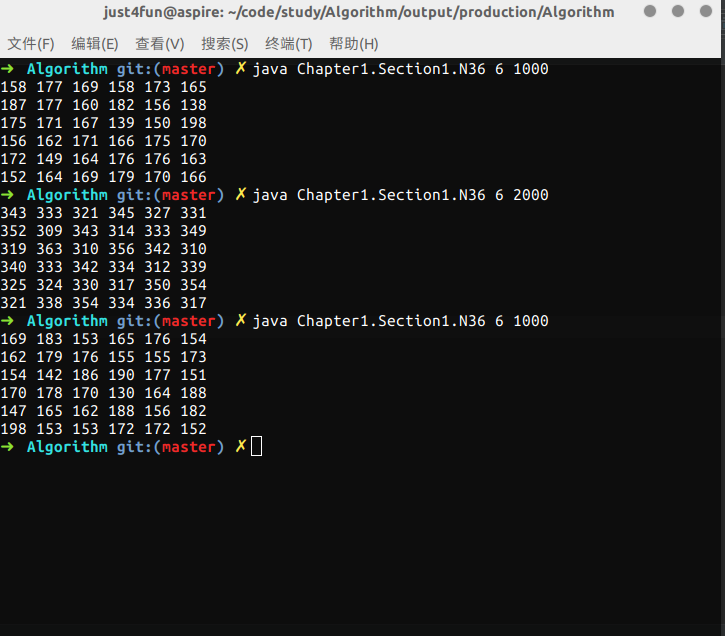 just4fun@aspire: ~/code/study/Algorithm/output/production/Algorithm
文件(F) 编辑(E) 查看(V) 搜索(S) 终端(T) 帮助(H)
➜ Algorithm git:(master) ✗ java Chapter1.Section1.N36 6 1000
158 177 169 158 173 165
187 177 160 182 156 138
175 171 167 139 150 198
156 162 171 166 175 170
172 149 164 176 176 163
152 164 169 179 170 166
➜ Algorithm git:(master) ✗ java Chapter1.Section1.N36 6 2000
343 333 321 345 327 331
352 309 343 314 333 349
319 363 310 356 342 310
340 333 342 334 312 339
325 324 330 317 350 354
321 338 354 334 336 317
➜ Algorithm git:(master) ✗ java Chapter1.Section1.N36 6 1000
169 183 153 165 176 154
162 179 176 155 155 173
154 142 186 190 177 151
170 178 170 130 164 188
147 165 162 188 156 182
198 153 153 172 172 152
➜ Algorithm git:(master) ✗